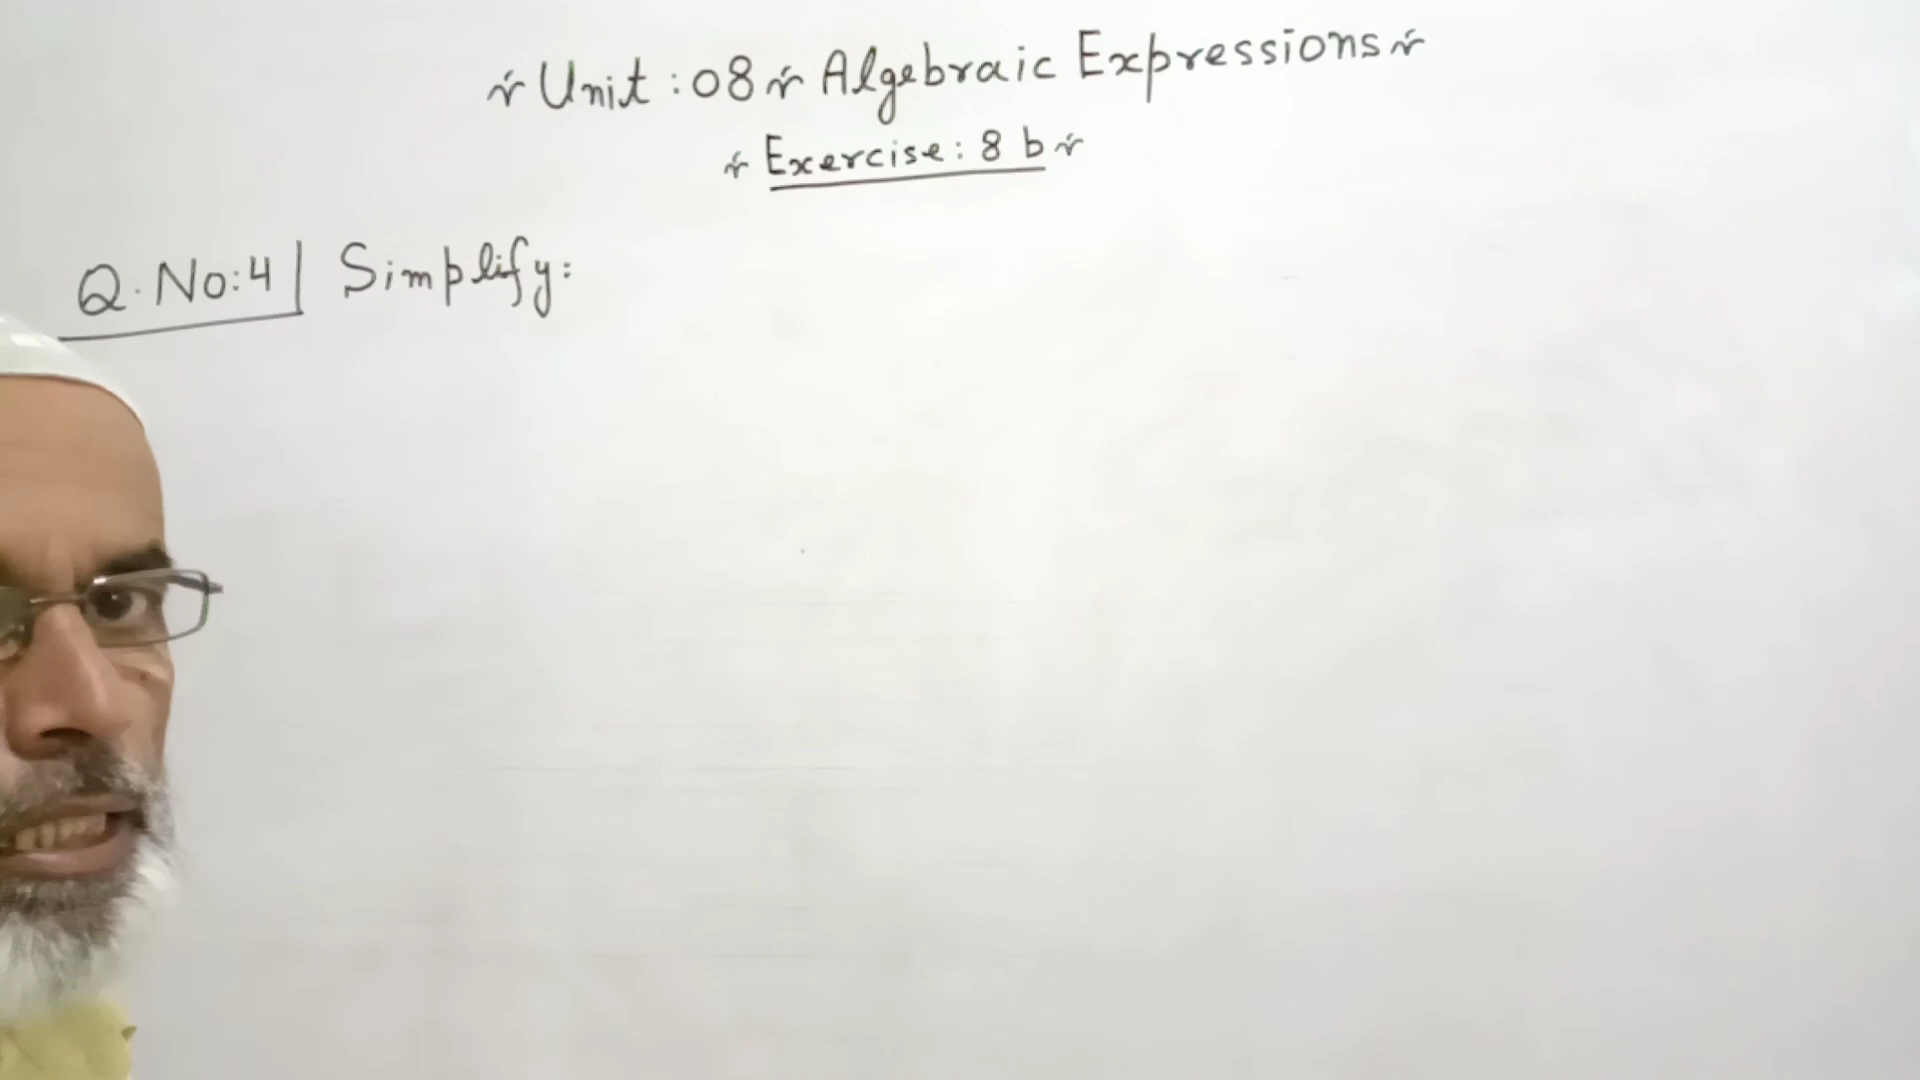 Unit : 08 Algebraic Expressions
Exercise : 8 b
Q. No:4 Simplify: